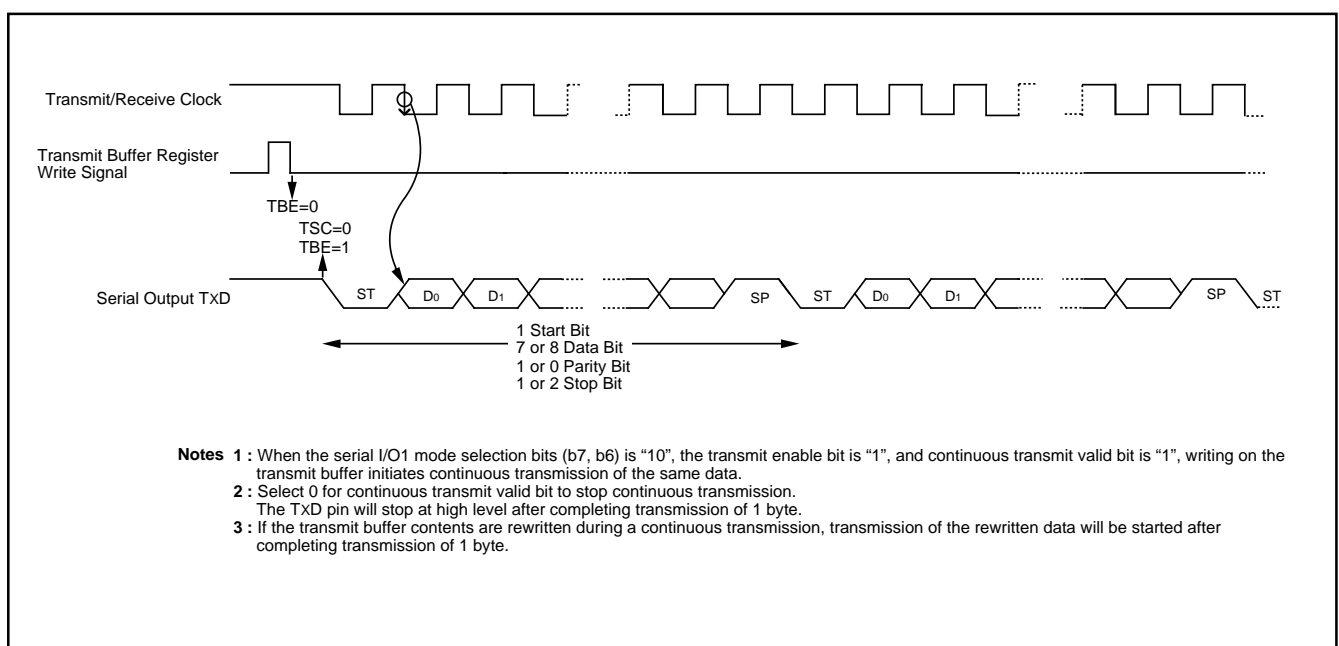 Transmit/Receive Clock
Transmit Buffer Register
Write Signal
TBE=0
TSC=0
TBE=1
Serial Output TXD
ST
D0
D1
SP
ST
D0
D1
SP
ST
1 Start Bit
7 or 8 Data Bit
1 or 0 Parity Bit
1 or 2 Stop Bit
Notes 1 : When the serial I/O1 mode selection bits (b7, b6) is “10”, the transmit enable bit is “1”, and continuous transmit valid bit is “1”, writing on the
transmit buffer initiates continuous transmission of the same data.
2 : Select 0 for continuous transmit valid bit to stop continuous transmission.
The TXD pin will stop at high level after completing transmission of 1 byte.
3 : If the transmit buffer contents are rewritten during a continuous transmission, transmission of the rewritten data will be started after
completing transmission of 1 byte.